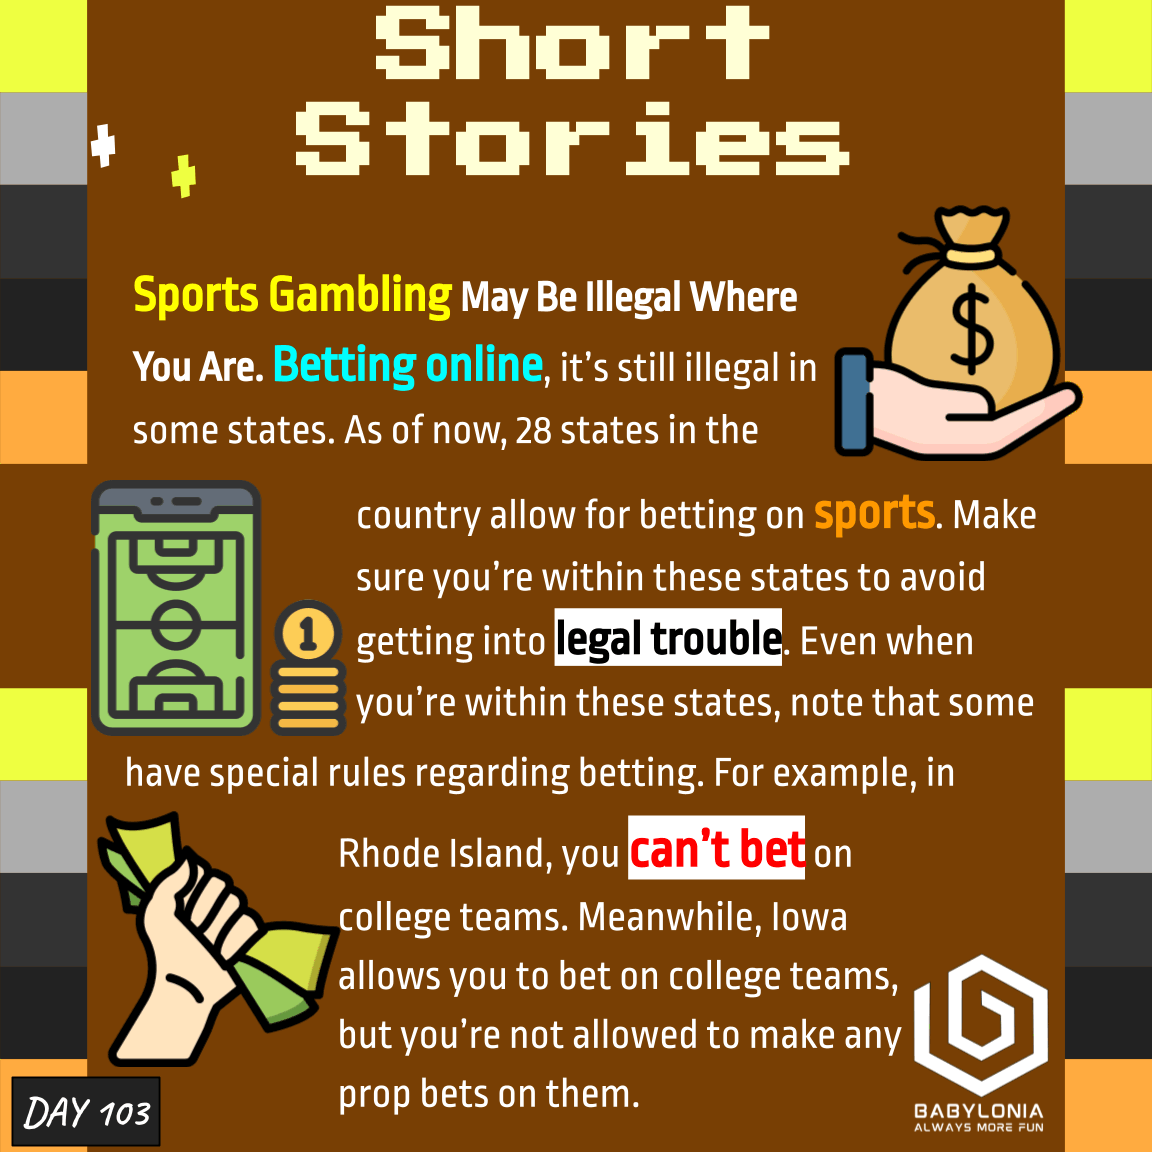 Short
Stories
Sports Gambling May Be Illegal Where
You Are. Betting online, it’s still illegal in
some states. As of now, 28 states in the
country allow for betting on sports. Make
sure you’re within these states to avoid
getting into legal trouble. Even when
you’re within these states, note that some
have special rules regarding betting. For example, in
Rhode Island, you can’t bet on
college teams. Meanwhile, Iowa
allows you to bet on college teams,
but you’re not allowed to make any
prop bets on them.
$
1
DAY 103
BABYLONIA
ALWAYS MORE FUN